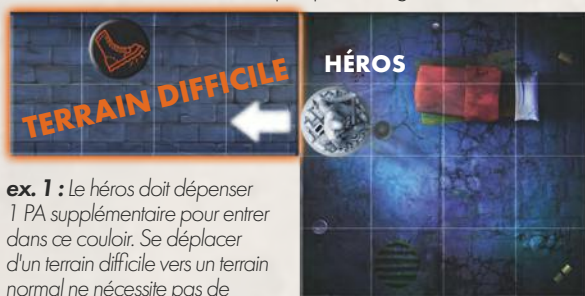 TERRAIN DIFFICILE
HÉROS
ex. 1 : Le héros doit dépenser
1 PA supplémentaire pour entrer
dans ce couloir. Se déplacer
d'un terrain difficile vers un terrain
normal ne nécessite pas de